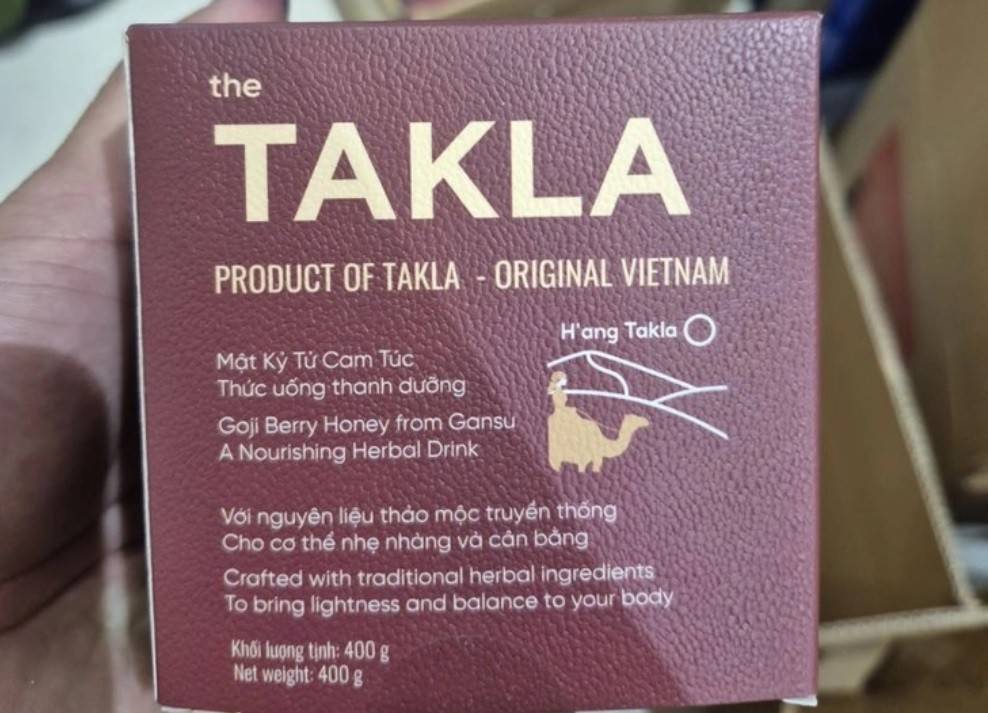 the
TAKLA
PRODUCT OF TAKLA - ORIGINAL VIETNAM
H'ang Takla
Mật Kỷ Tử Cam Túc
Thức uống thanh dưỡng
Goji Berry Honey from Gansu
A Nourishing Herbal Drink
Với nguyên liệu thảo mộc truyền thống
Cho cơ thể nhẹ nhàng và cân bằng
Crafted with traditional herbal ingredients
To bring lightness and balance to your body
Khối lượng tịnh: 400 g
Net weight: 400 g